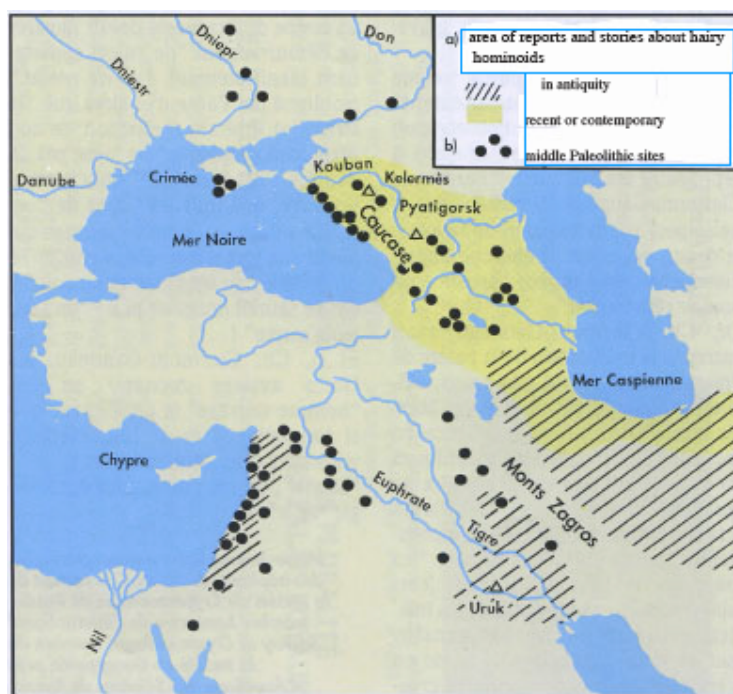 a) area of reports and stories about hairy
hominoids
in antiquity
recent or contemporary
b) middle Paleolithic sites
Dniestr
Dniepr
Don
Danube
Crimée
Kouban
Kelermès
Pyatigorsk
Caucase
Mer Noire
Mer Caspienne
Chypre
Euphrate
Tigre
Monts Zagros
Uruk
Nil